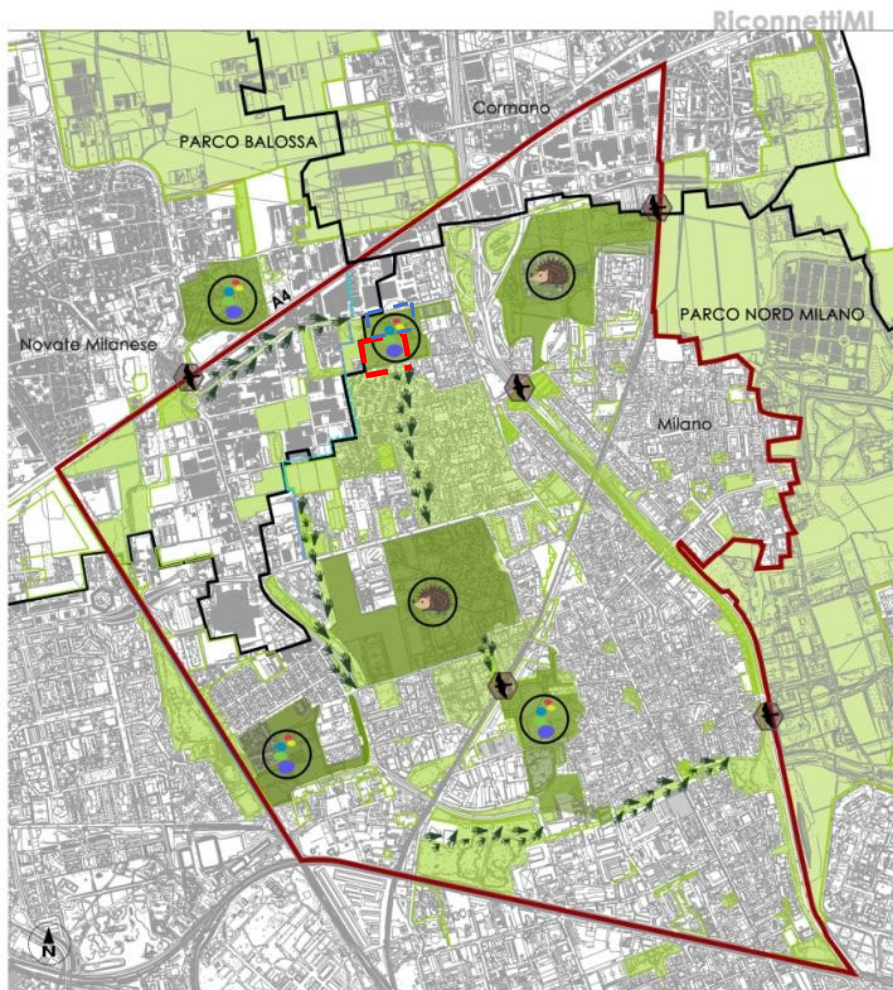 RiconnettiMI
Cormano
PARCO BALOSSA
A4
PARCO NORD MILANO
Novate Milanese
Milano
N